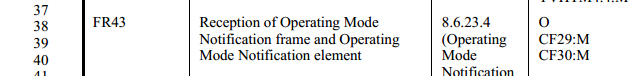 37
38 FR43 Reception of Operating Mode 8.6.23.4 O
39 Notification frame and Operating (Operating CF29:M
40 Mode Notification element Mode CF30:M
Notification